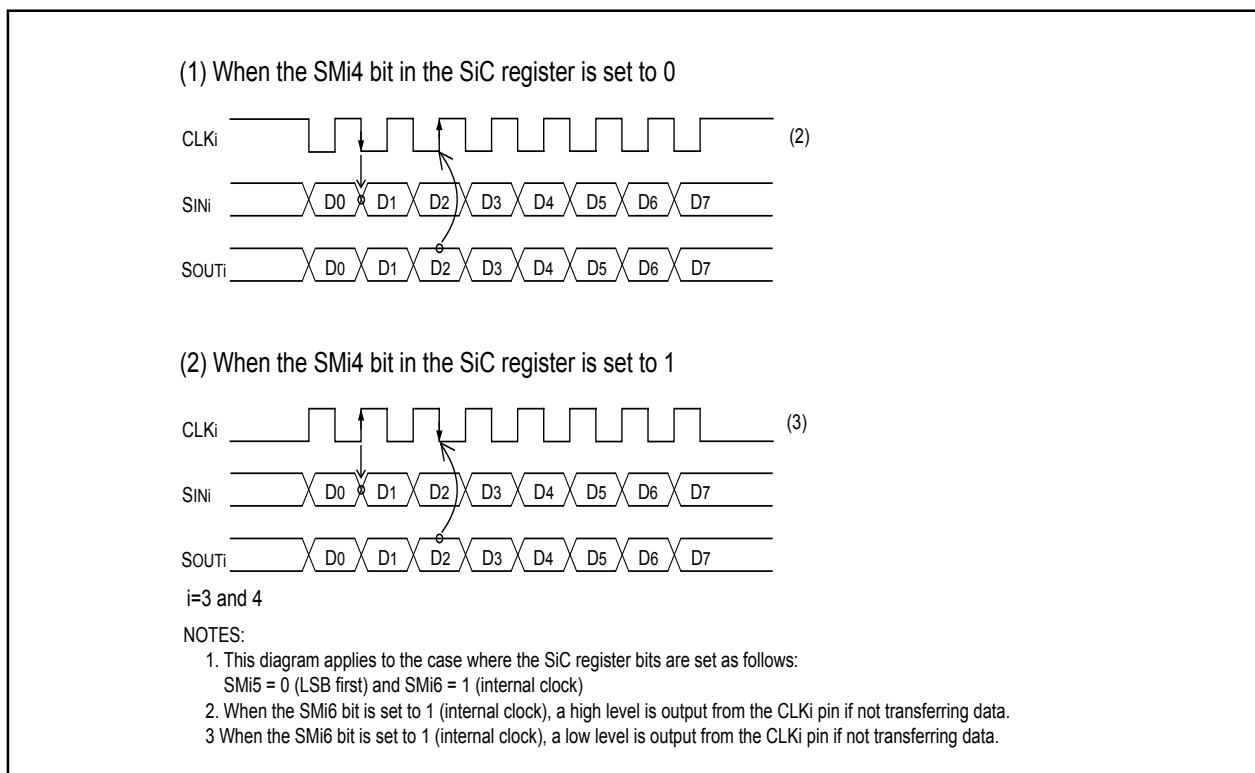 (1) When the SMi4 bit in the SiC register is set to 0
CLKi
(2)
SINi D0 D1 D2 D3 D4 D5 D6 D7
SOUTi D0 D1 D2 D3 D4 D5 D6 D7
(2) When the SMi4 bit in the SiC register is set to 1
CLKi
(3)
SINi D0 D1 D2 D3 D4 D5 D6 D7
SOUTi D0 D1 D2 D3 D4 D5 D6 D7
i=3 and 4
NOTES:
1. This diagram applies to the case where the SiC register bits are set as follows:
SMi5 = 0 (LSB first) and SMi6 = 1 (internal clock)
2. When the SMi6 bit is set to 1 (internal clock), a high level is output from the CLKi pin if not transferring data.
3 When the SMi6 bit is set to 1 (internal clock), a low level is output from the CLKi pin if not transferring data.